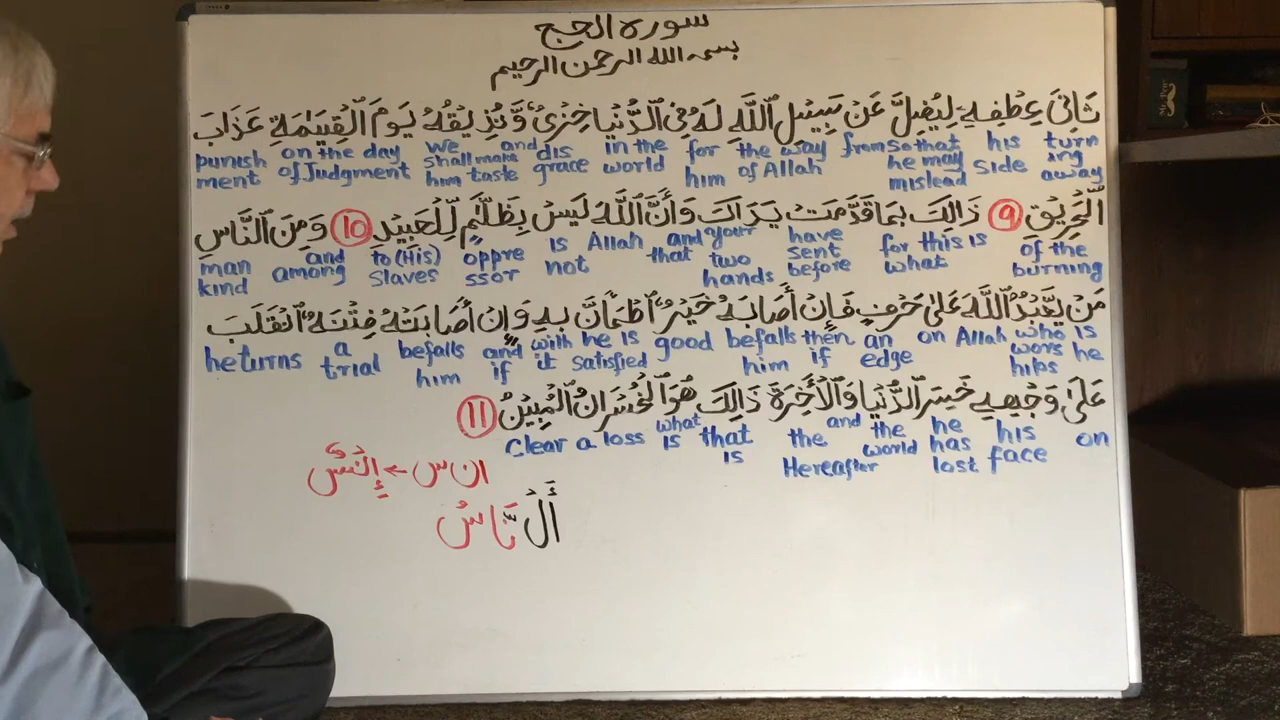 سورة الحج
بسم الله الرحمن الرحيم
ثَانِيَ عِطْفِهِۦ لِيُضِلَّ عَن سَبِيلِ ٱللَّهِ لَهُۥ فِى ٱلدُّنْيَا خِزْىٌ وَّنُذِيقُهُۥ يَوْمَ ٱلْقِيَٰمَةِ عَذَابَ
punish on the day we and dis in the for the way from so that his turn
ment of Judgment shall make grace world him of Allah he may side ing
him taste mislead away
ٱلْحَرِيقِ ٩ ذَٰلِكَ بِمَا قَدَّمَتْ يَدَاكَ وَأَنَّ ٱللَّهَ لَيْسَ بِظَلَّٰمٍ لِّلْعَبِيدِ ١٠ وَمِنَ ٱلنَّاسِ
man and to (His) oppre is Allah and your have for this is of the
kind among Slaves ssor not that two sent what burning
hands before
مَن يَعْبُدُ ٱللَّهَ عَلَىٰ حَرْفٍ فَإِنْ أَصَابَهُۥ خَيْرٌ ٱطْمَأَنَّ بِهِۦ وَإِنْ أَصَابَتْهُ فِتْنَةٌ ٱنْقَلَبَ
he turns a befalls and with he is good befalls then an on Allah who is
trial him if it satisfied him if edge wors he
hips
عَلَىٰ وَجْهِهِۦ خَسِرَ ٱلدُّنْيَا وَٱلْأَخِرَةَ ذَٰلِكَ هُوَ ٱلْخُسْرَانُ ٱلْمُبِينُ ١١
Clear a loss what is that the and the he his on
is Hereafter world has face
lost
ان س ← إِنْسٌ
أَلْ نَّاسُ